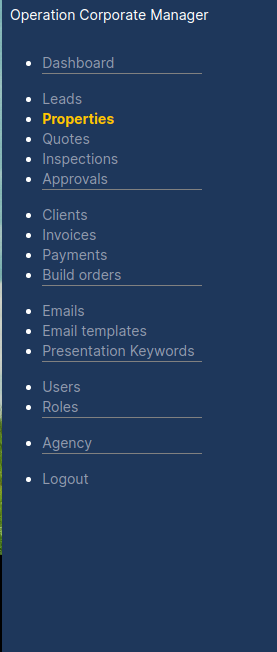 Operation Corporate Manager
Dashboard
Leads
Properties
Quotes
Inspections
Approvals
Clients
Invoices
Payments
Build orders
Emails
Email templates
Presentation Keywords
Users
Roles
Agency
Logout